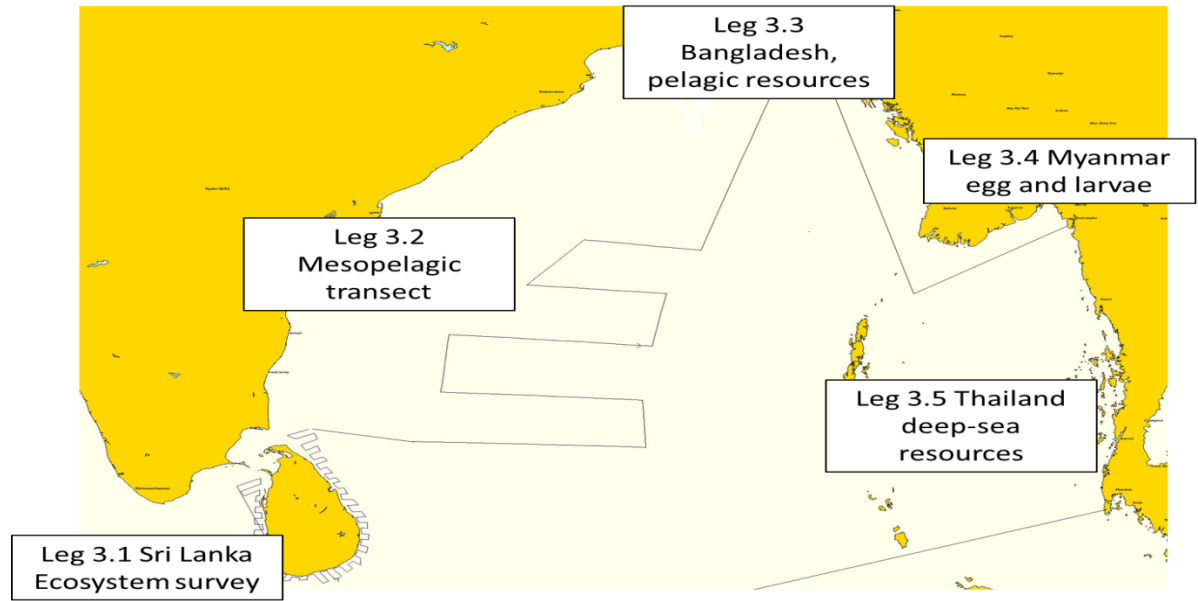 Leg 3.3
Bangladesh,
pelagic resources
Leg 3.4 Myanmar
egg and larvae
Leg 3.2
Mesopelagic
transect
Leg 3.5 Thailand
deep-sea
resources
Leg 3.1 Sri Lanka
Ecosystem survey